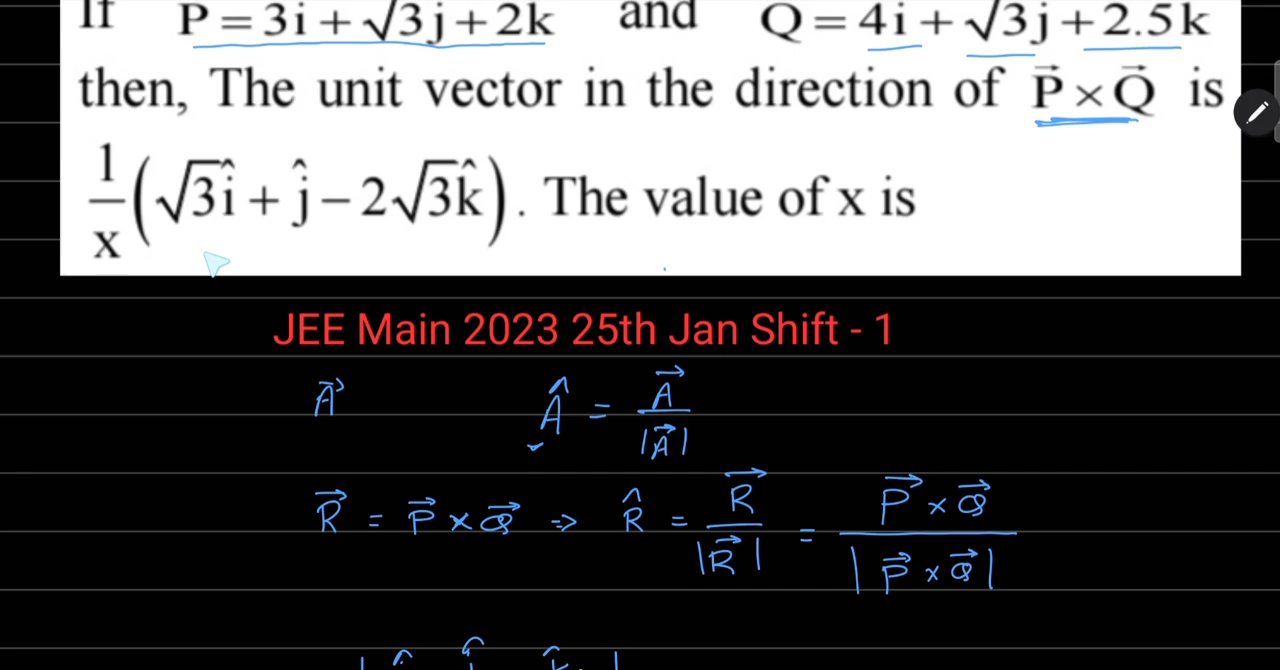 If P = 3i + √3j + 2k and Q = 4i + √3j + 2.5k
then, The unit vector in the direction of P⃗ × Q⃗ is
1/x (√3î + ĵ − 2√3k̂). The value of x is
JEE Main 2023 25th Jan Shift - 1
A⃗ Â = A⃗/|A⃗|
R⃗ = P⃗ × Q⃗ => R̂ = R⃗/|R⃗| = P⃗ × Q⃗/|P⃗ × Q⃗|